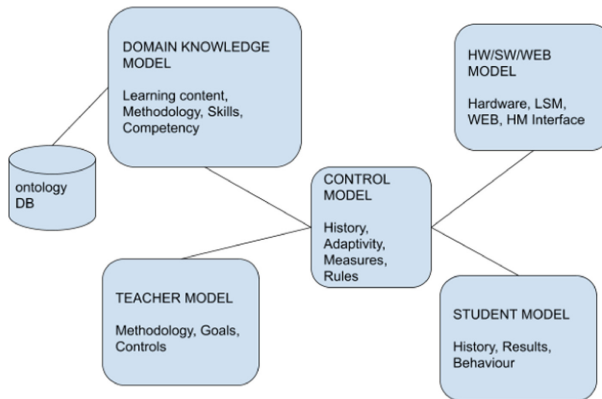 DOMAIN KNOWLEDGE
MODEL
Learning content,
Methodology, Skills,
Competency
HW/SW/WEB
MODEL
Hardware, LSM,
WEB, HM Interface
ontology
DB
CONTROL
MODEL
History,
Adaptivity,
Measures,
Rules
TEACHER MODEL
Methodology, Goals,
Controls
STUDENT MODEL
History, Results,
Behaviour